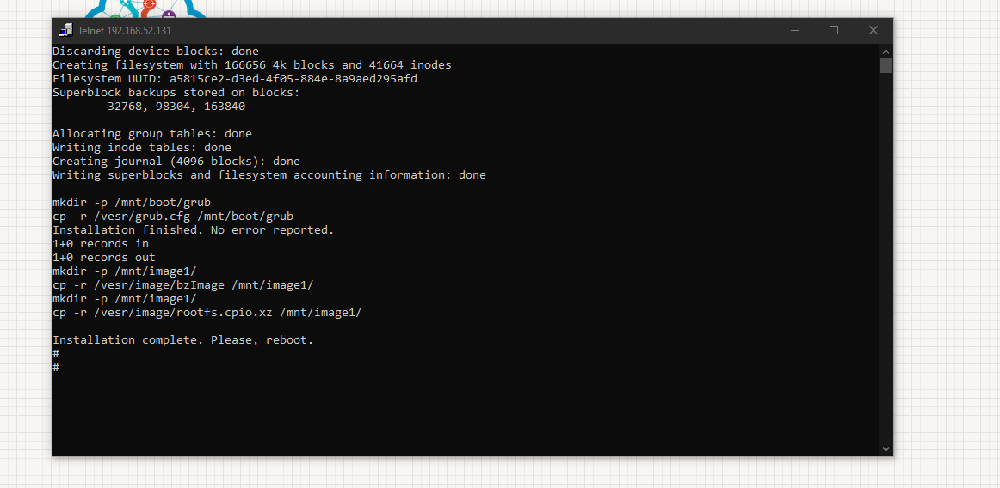 Telnet 192.168.52.131
Discarding device blocks: done
Creating filesystem with 166656 4k blocks and 41664 inodes
Filesystem UUID: a5815ce2-d3ed-4f05-884e-8a9aed295afd
Superblock backups stored on blocks:
        32768, 98304, 163840
Allocating group tables: done
Writing inode tables: done
Creating journal (4096 blocks): done
Writing superblocks and filesystem accounting information: done
mkdir -p /mnt/boot/grub
cp -r /vesr/grub.cfg /mnt/boot/grub
Installation finished. No error reported.
1+0 records in
1+0 records out
mkdir -p /mnt/image1/
cp -r /vesr/image/bzImage /mnt/image1/
mkdir -p /mnt/image1/
cp -r /vesr/image/rootfs.cpio.xz /mnt/image1/
Installation complete. Please, reboot.
#
#